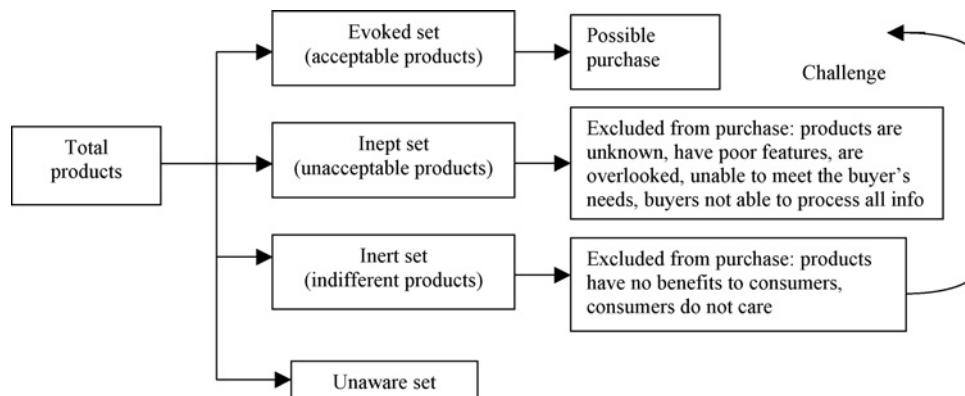 Evoked set
(acceptable products)
Possible
purchase
Challenge
Total
products
Inept set
(unacceptable products)
Excluded from purchase: products are
unknown, have poor features, are
overlooked, unable to meet the buyer's
needs, buyers not able to process all info
Inert set
(indifferent products)
Excluded from purchase: products
have no benefits to consumers,
consumers do not care
Unaware set